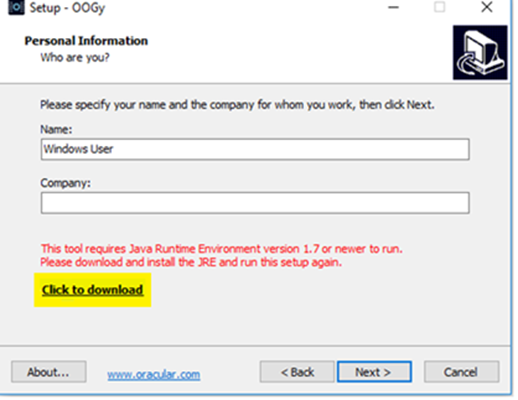 Setup - OOGy
Personal Information
Who are you?
Please specify your name and the company for whom you work, then click Next.
Name:
Windows User
Company:
This tool requires Java Runtime Environment version 1.7 or newer to run.
Please download and install the JRE and run this setup again.
Click to download
About... www.oracular.com < Back Next > Cancel